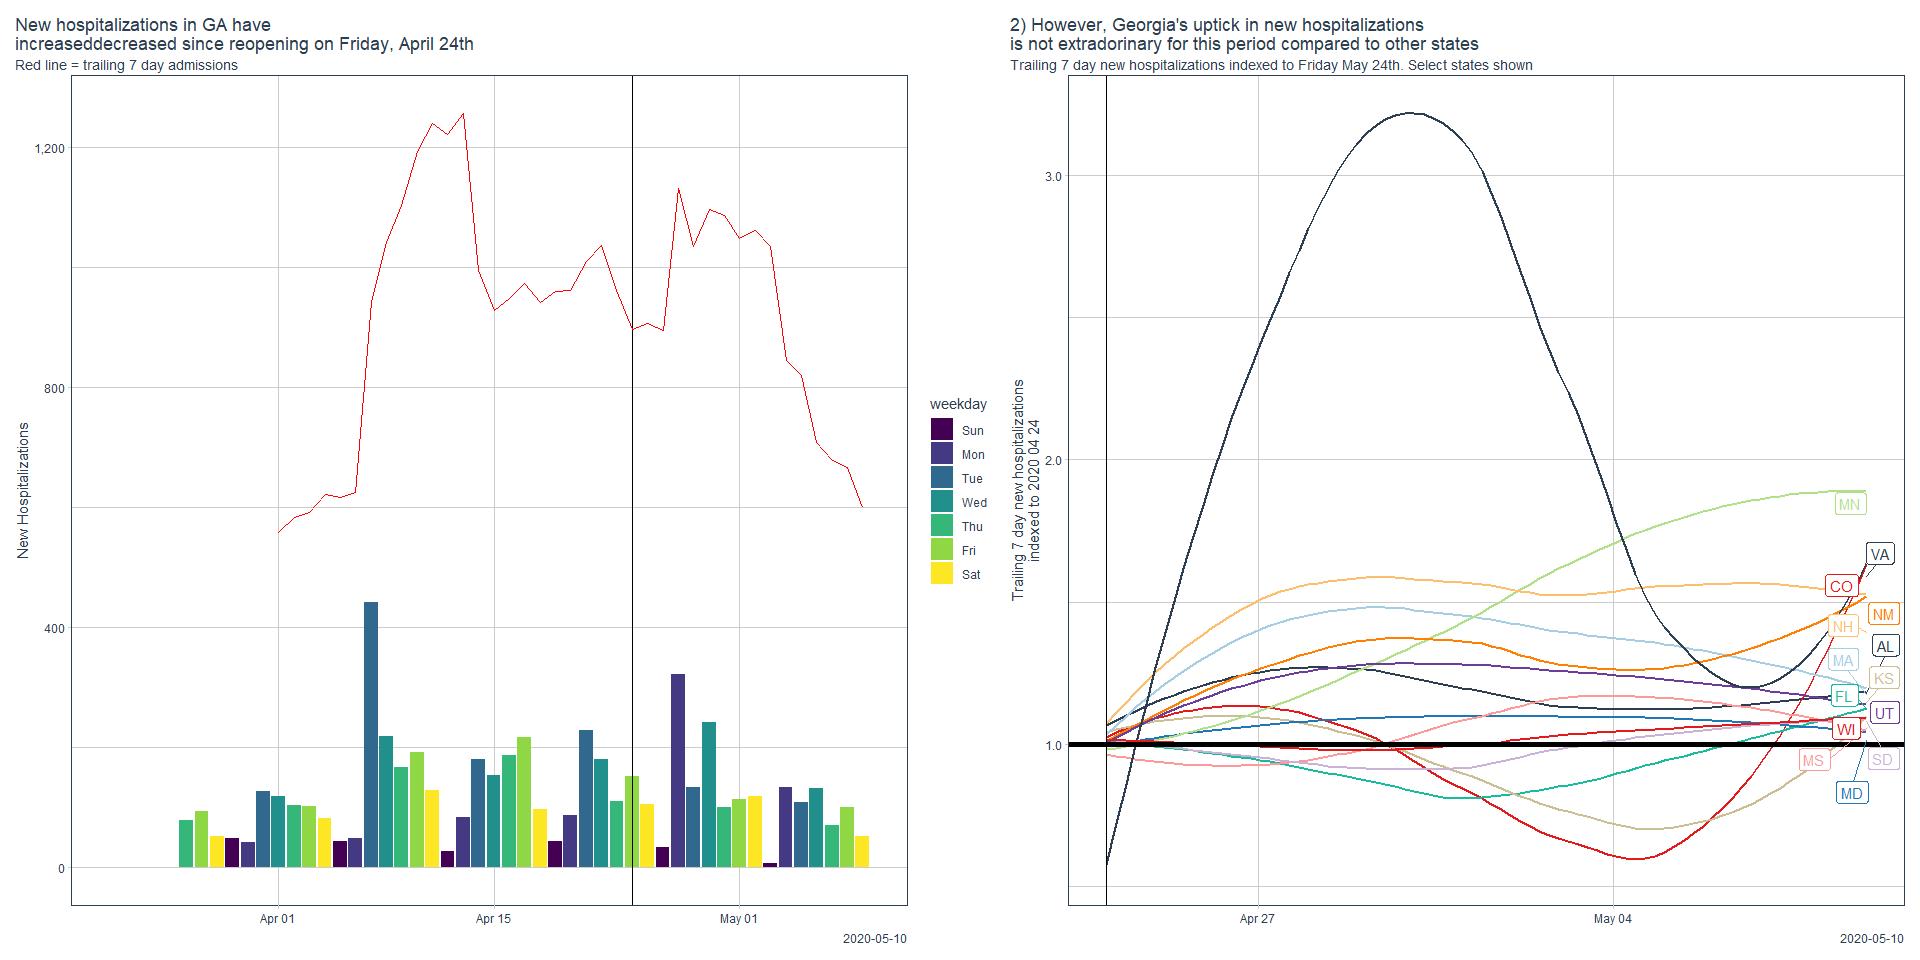 New hospitalizations in GA have
increaseddecreased since reopening on Friday, April 24th
Red line = trailing 7 day admissions
New Hospitalizations
1,200
800
400
0
Apr 01
Apr 15
May 01
2020-05-10
weekday
Sun
Mon
Tue
Wed
Thu
Fri
Sat
2) However, Georgia's uptick in new hospitalizations
is not extradorinary for this period compared to other states
Trailing 7 day new hospitalizations indexed to Friday May 24th. Select states shown
Trailing 7 day new hospitalizations
indexed to 2020 04 24
3.0
2.0
1.0
MN
VA
CO
NM
NH
AL
MA
KS
FL
UT
WI
MS
SD
MD
Apr 27
May 04
2020-05-10